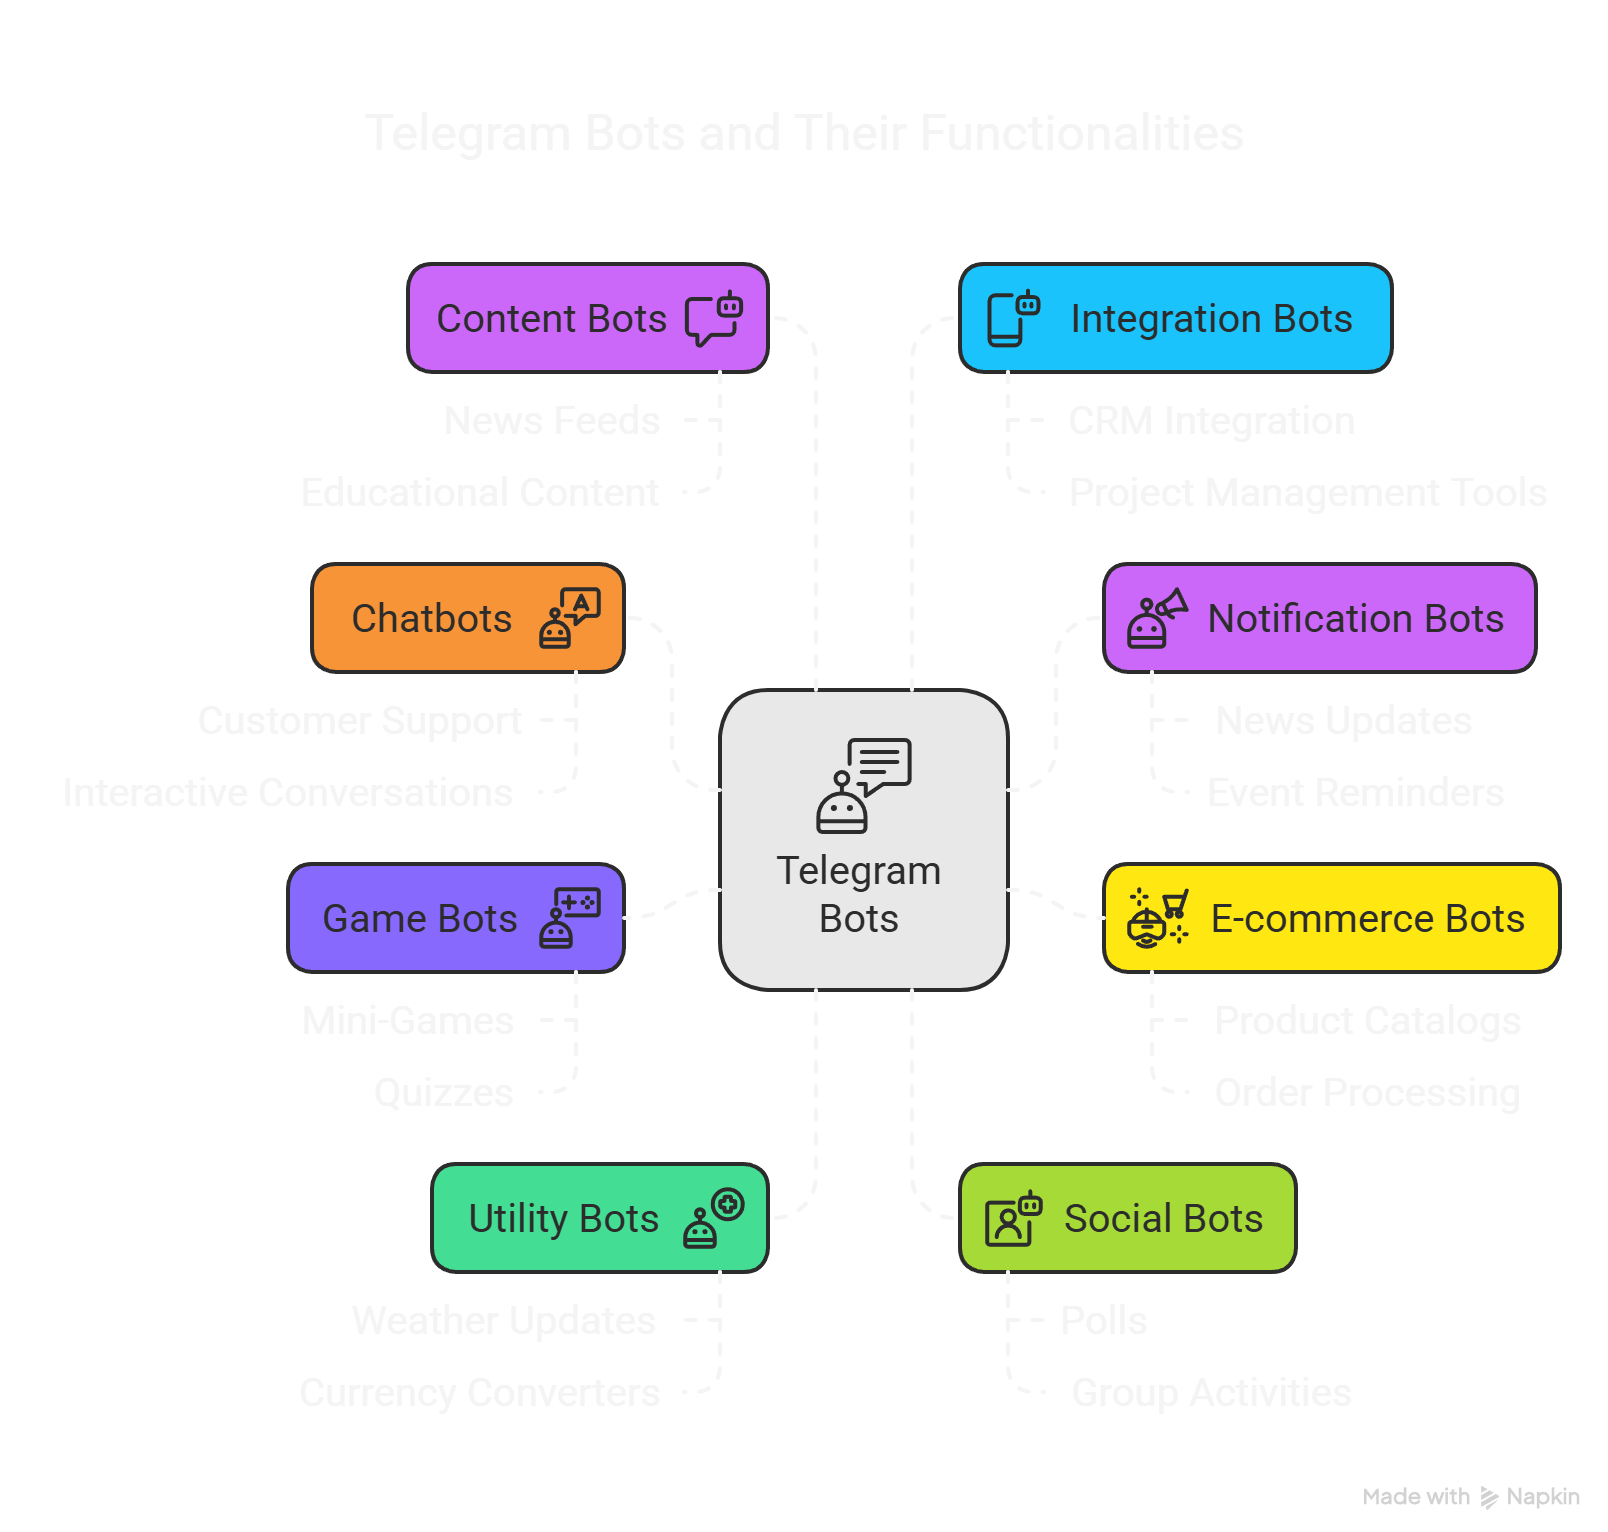 Telegram Bots and Their Functionalities
Content Bots
News Feeds
Educational Content
Integration Bots
CRM Integration
Project Management Tools
Chatbots
A
Customer Support
Interactive Conversations
Notification Bots
News Updates
Event Reminders
Telegram
Bots
Game Bots
Mini-Games
Quizzes
E-commerce Bots
Product Catalogs
Order Processing
Utility Bots
Weather Updates
Currency Converters
Social Bots
Polls
Group Activities
Made with Napkin